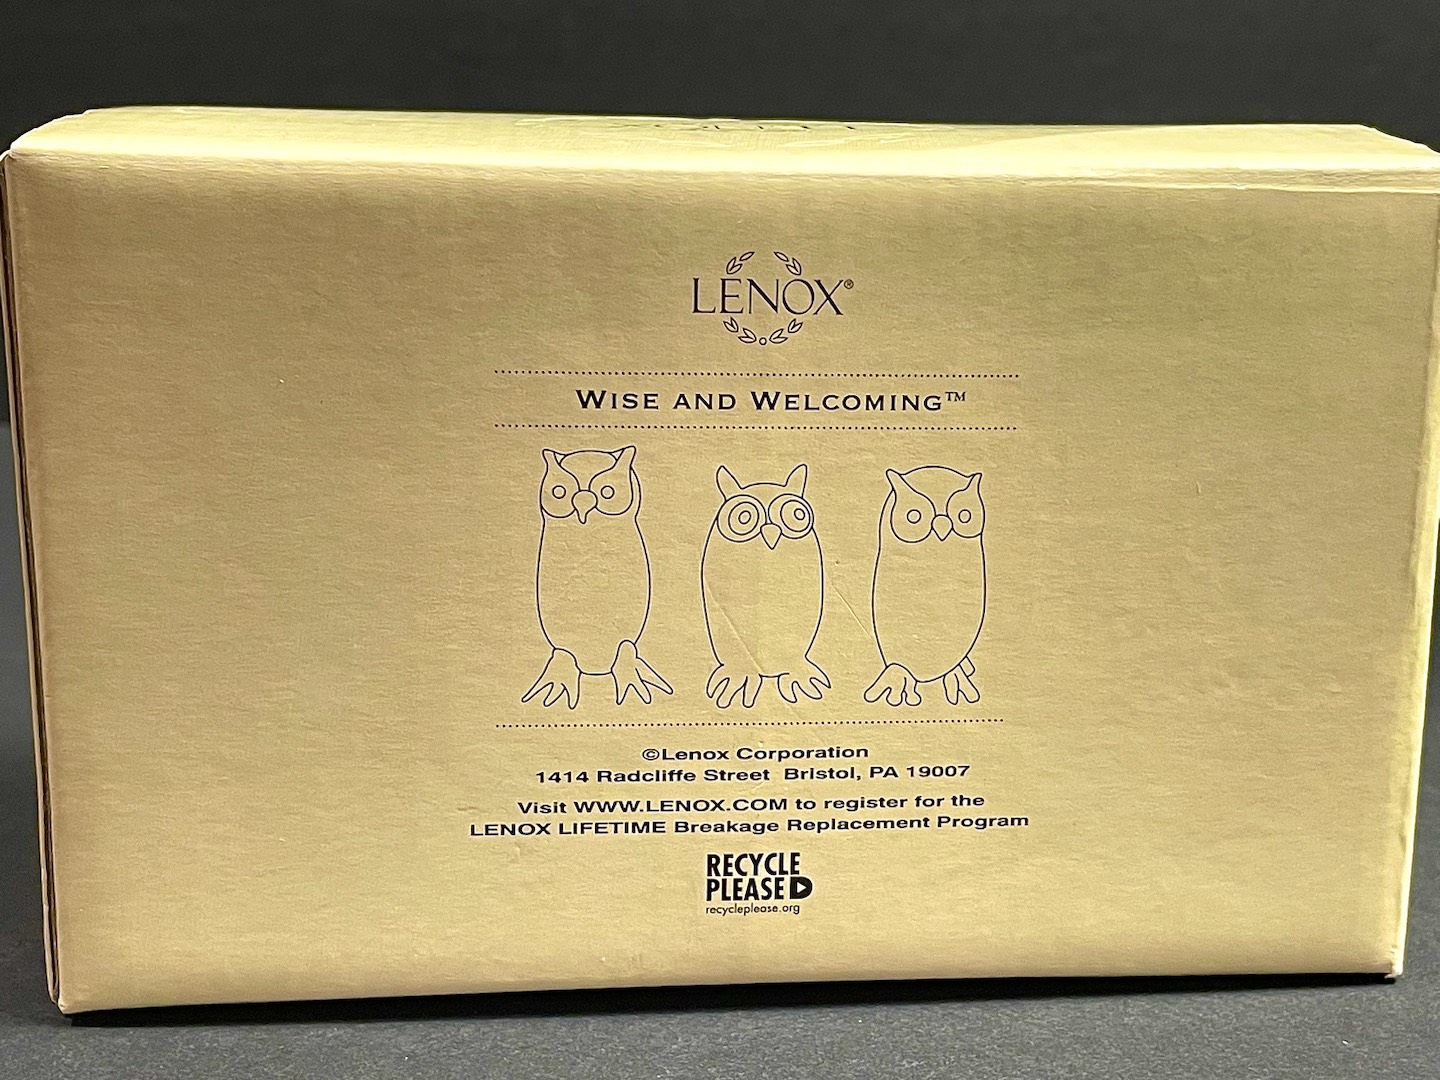 LENOX®
WISE AND WELCOMING™
©Lenox Corporation
1414 Radcliffe Street Bristol, PA 19007
Visit WWW.LENOX.COM to register for the
LENOX LIFETIME Breakage Replacement Program
RECYCLE
PLEASE
recycleplease.org